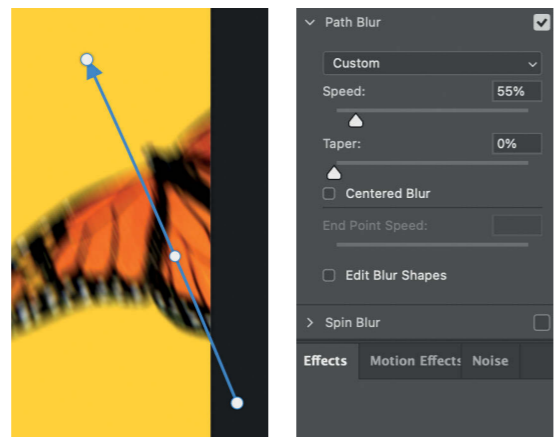 Path Blur
Custom
Speed: 55%
Taper: 0%
Centered Blur
End Point Speed:
Edit Blur Shapes
Spin Blur
Effects Motion Effects Noise